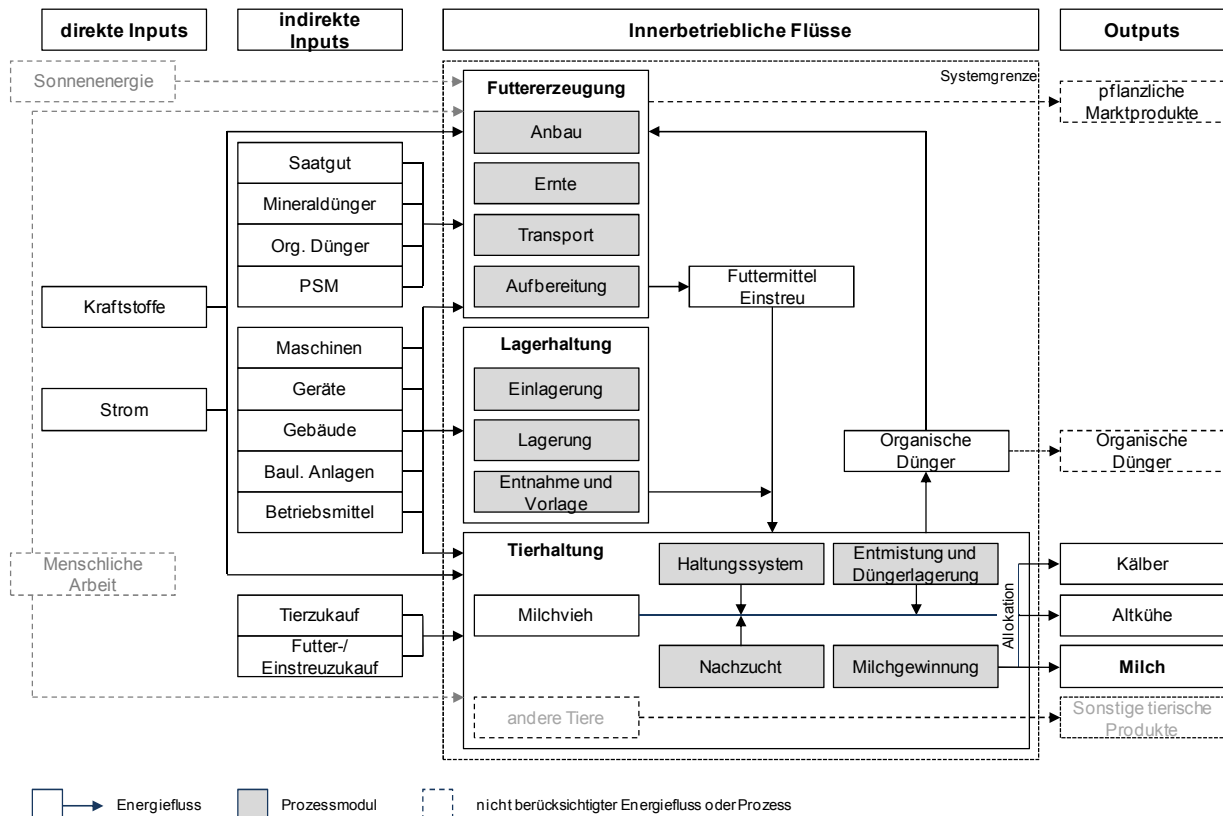 direkte Inputs
indirekte
Inputs
Innerbetriebliche Flüsse
Outputs
Sonnenenergie
Kraftstoffe
Strom
Menschliche
Arbeit
Saatgut
Mineraldünger
Org. Dünger
PSM
Maschinen
Geräte
Gebäude
Baul. Anlagen
Betriebsmittel
Tierzukauf
Futter-/
Einstreuzukauf
Systemgrenze
Futtererzeugung
Anbau
Ernte
Transport
Aufbereitung
Futtermittel
Einstreu
Lagerhaltung
Einlagerung
Lagerung
Entnahme und
Vorlage
Organische
Dünger
Tierhaltung
Haltungssystem
Entmistung und
Düngerlagerung
Milchvieh
Nachzucht
Milchgewinnung
Allokation
andere Tiere
pflanzliche
Marktprodukte
Organische
Dünger
Kälber
Altkühe
Milch
Sonstige tierische
Produkte
Energiefluss
Prozessmodul
nicht berücksichtigter Energiefluss oder Prozess